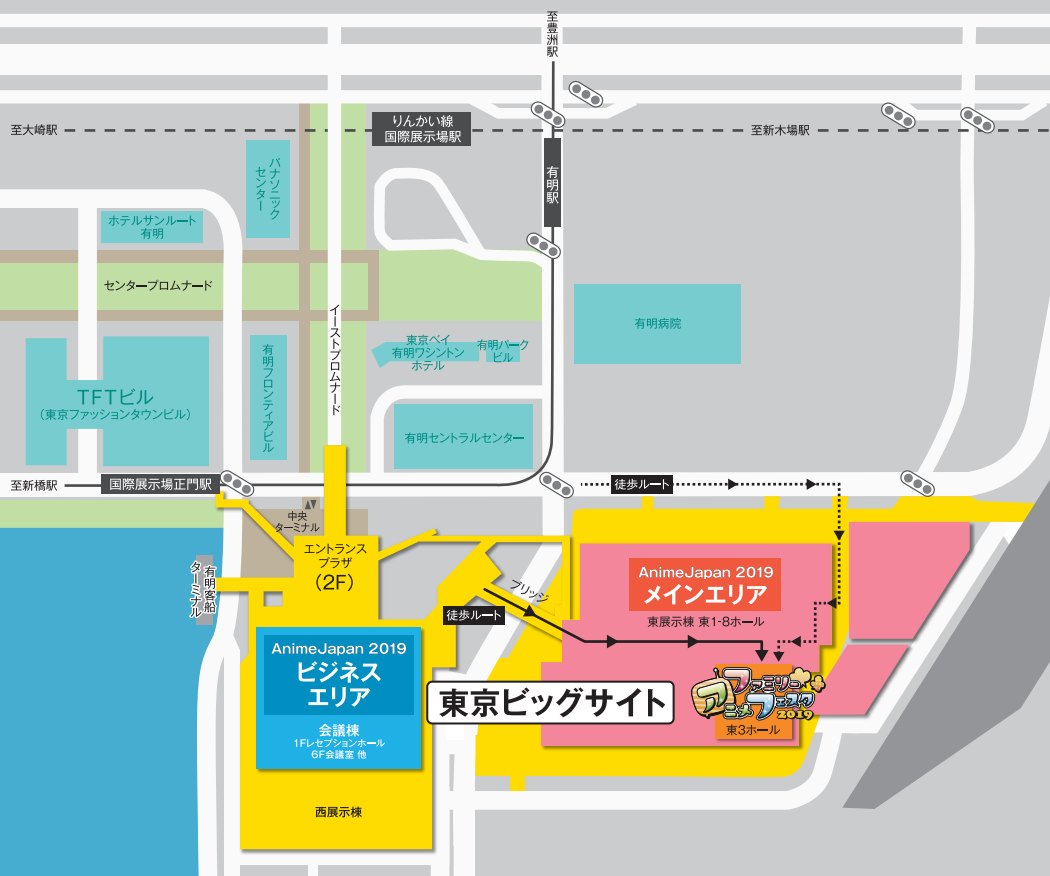 至豊洲駅
至大崎駅
りんかい線
国際展示場駅
至新木場駅
有明駅
パナソニック
センター
ホテルサンルート
有明
センタープロムナード
イーストプロムナード
有明病院
東京ベイ
有明ワシントン
ホテル
有明パーク
ビル
有明フロンティアビル
TFTビル
(東京ファッションタウンビル)
有明セントラルセンター
至新橋駅
国際展示場正門駅
徒歩ルート
中央
ターミナル
エントランス
プラザ
(2F)
有明客船
ターミナル
ブリッジ
徒歩ルート
AnimeJapan 2019
メインエリア
東展示棟 東1-8ホール
AnimeJapan 2019
ビジネス
エリア
会議棟
1Fレセプションホール
6F会議室 他
東京ビッグサイト
ファミリー
アニメフェスタ
2019
東3ホール
西展示棟